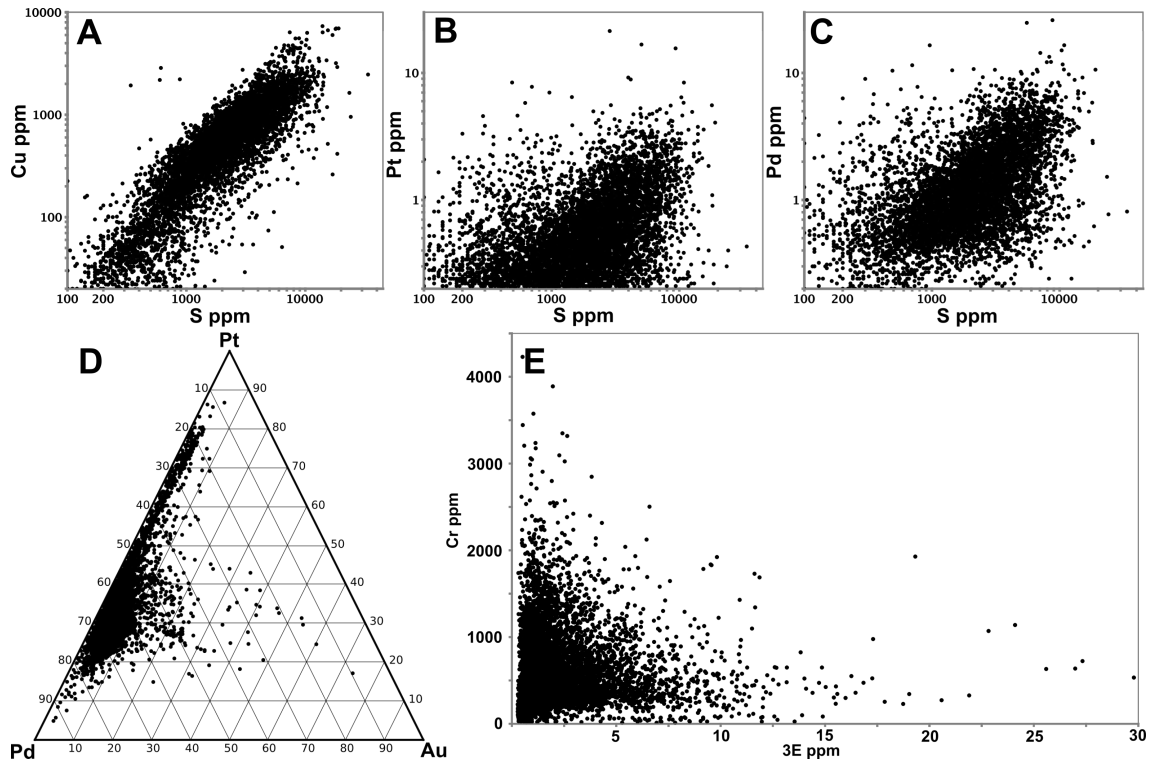 A
Cu ppm
10000
1000
100
100 200 1000 10000
S ppm
B
Pt ppm
10
1
100 200 1000 10000
S ppm
C
Pd ppm
10
1
100 200 1000 10000
S ppm
D
Pt
10 90
20 80
30 70
40 60
50 50
60 40
70 30
80 20
90 10
Pd 10 20 30 40 50 60 70 80 90 Au
E
Cr ppm
4000
3000
2000
1000
0
5 10 15 20 25 30
3E ppm